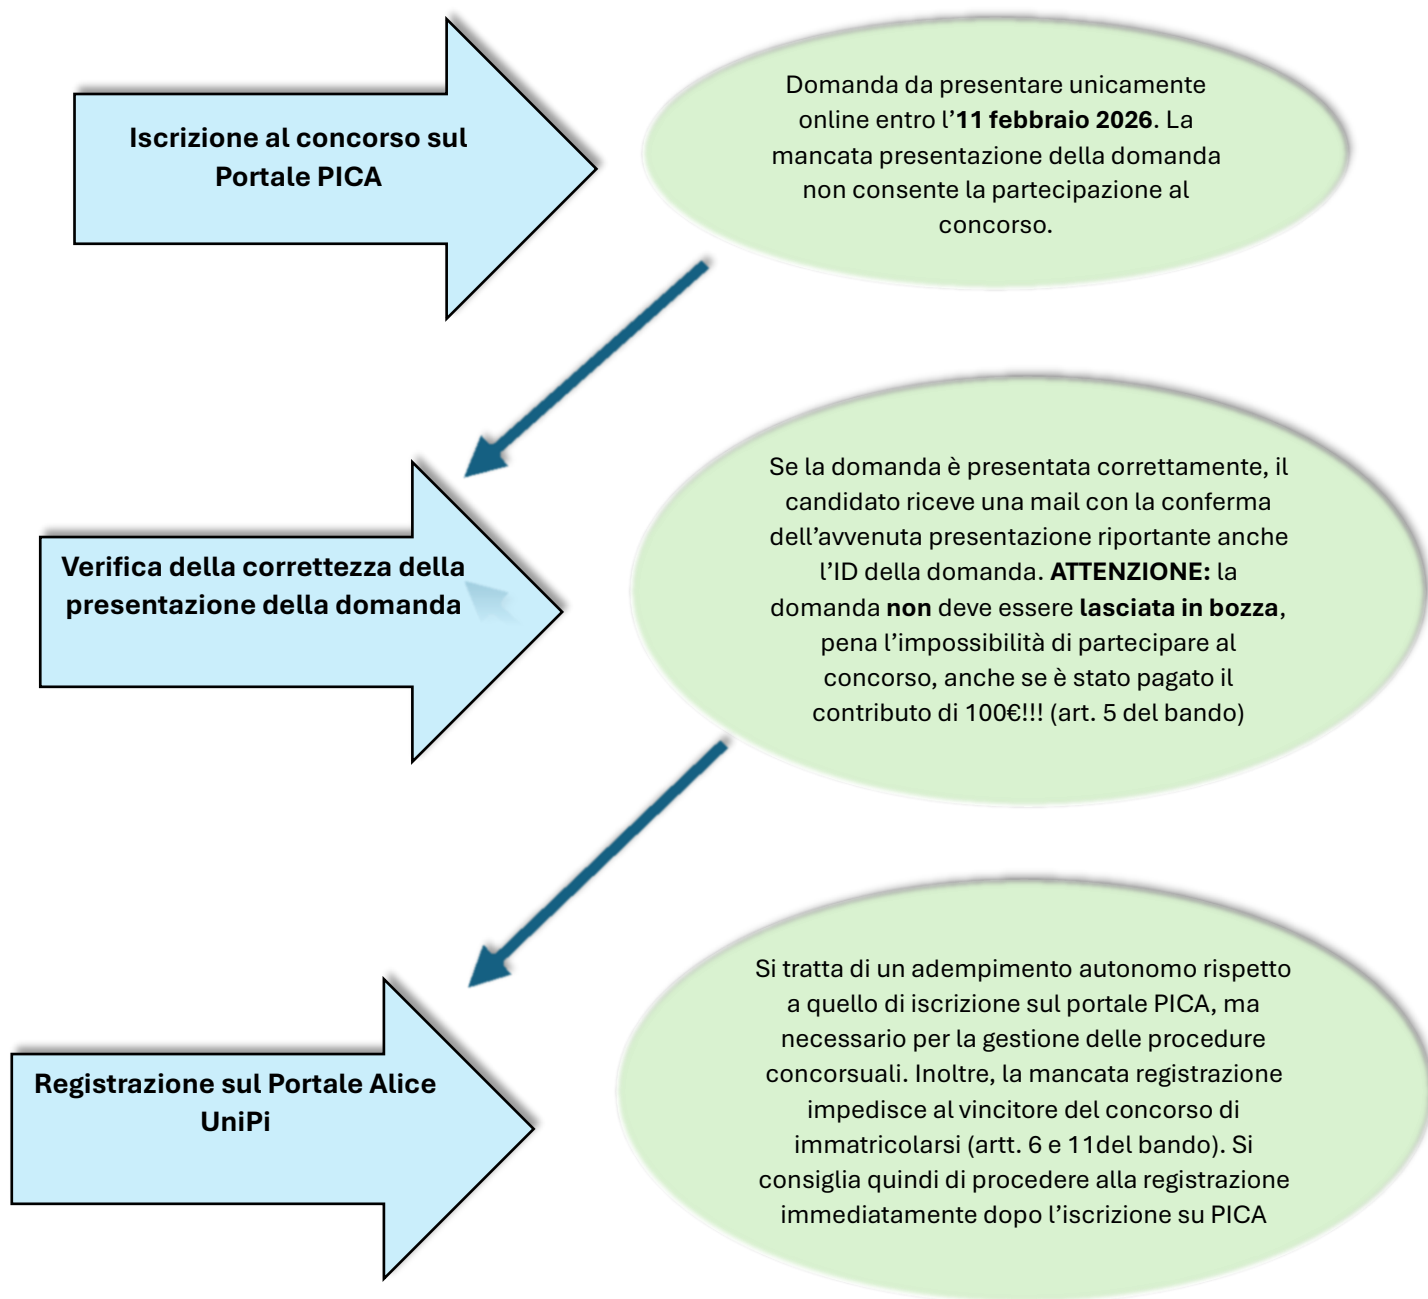 Iscrizione al concorso sul
Portale PICA
Domanda da presentare unicamente
online entro l’11 febbraio 2026. La
mancata presentazione della domanda
non consente la partecipazione al
concorso.
Verifica della correttezza della
presentazione della domanda
Se la domanda è presentata correttamente, il
candidato riceve una mail con la conferma
dell’avvenuta presentazione riportante anche
l’ID della domanda. ATTENZIONE: la
domanda non deve essere lasciata in bozza,
pena l’impossibilità di partecipare al
concorso, anche se è stato pagato il
contributo di 100€!!! (art. 5 del bando)
Registrazione sul Portale Alice
UniPi
Si tratta di un adempimento autonomo rispetto
a quello di iscrizione sul portale PICA, ma
necessario per la gestione delle procedure
concorsuali. Inoltre, la mancata registrazione
impedisce al vincitore del concorso di
immatricolarsi (artt. 6 e 11del bando). Si
consiglia quindi di procedere alla registrazione
immediatamente dopo l’iscrizione su PICA